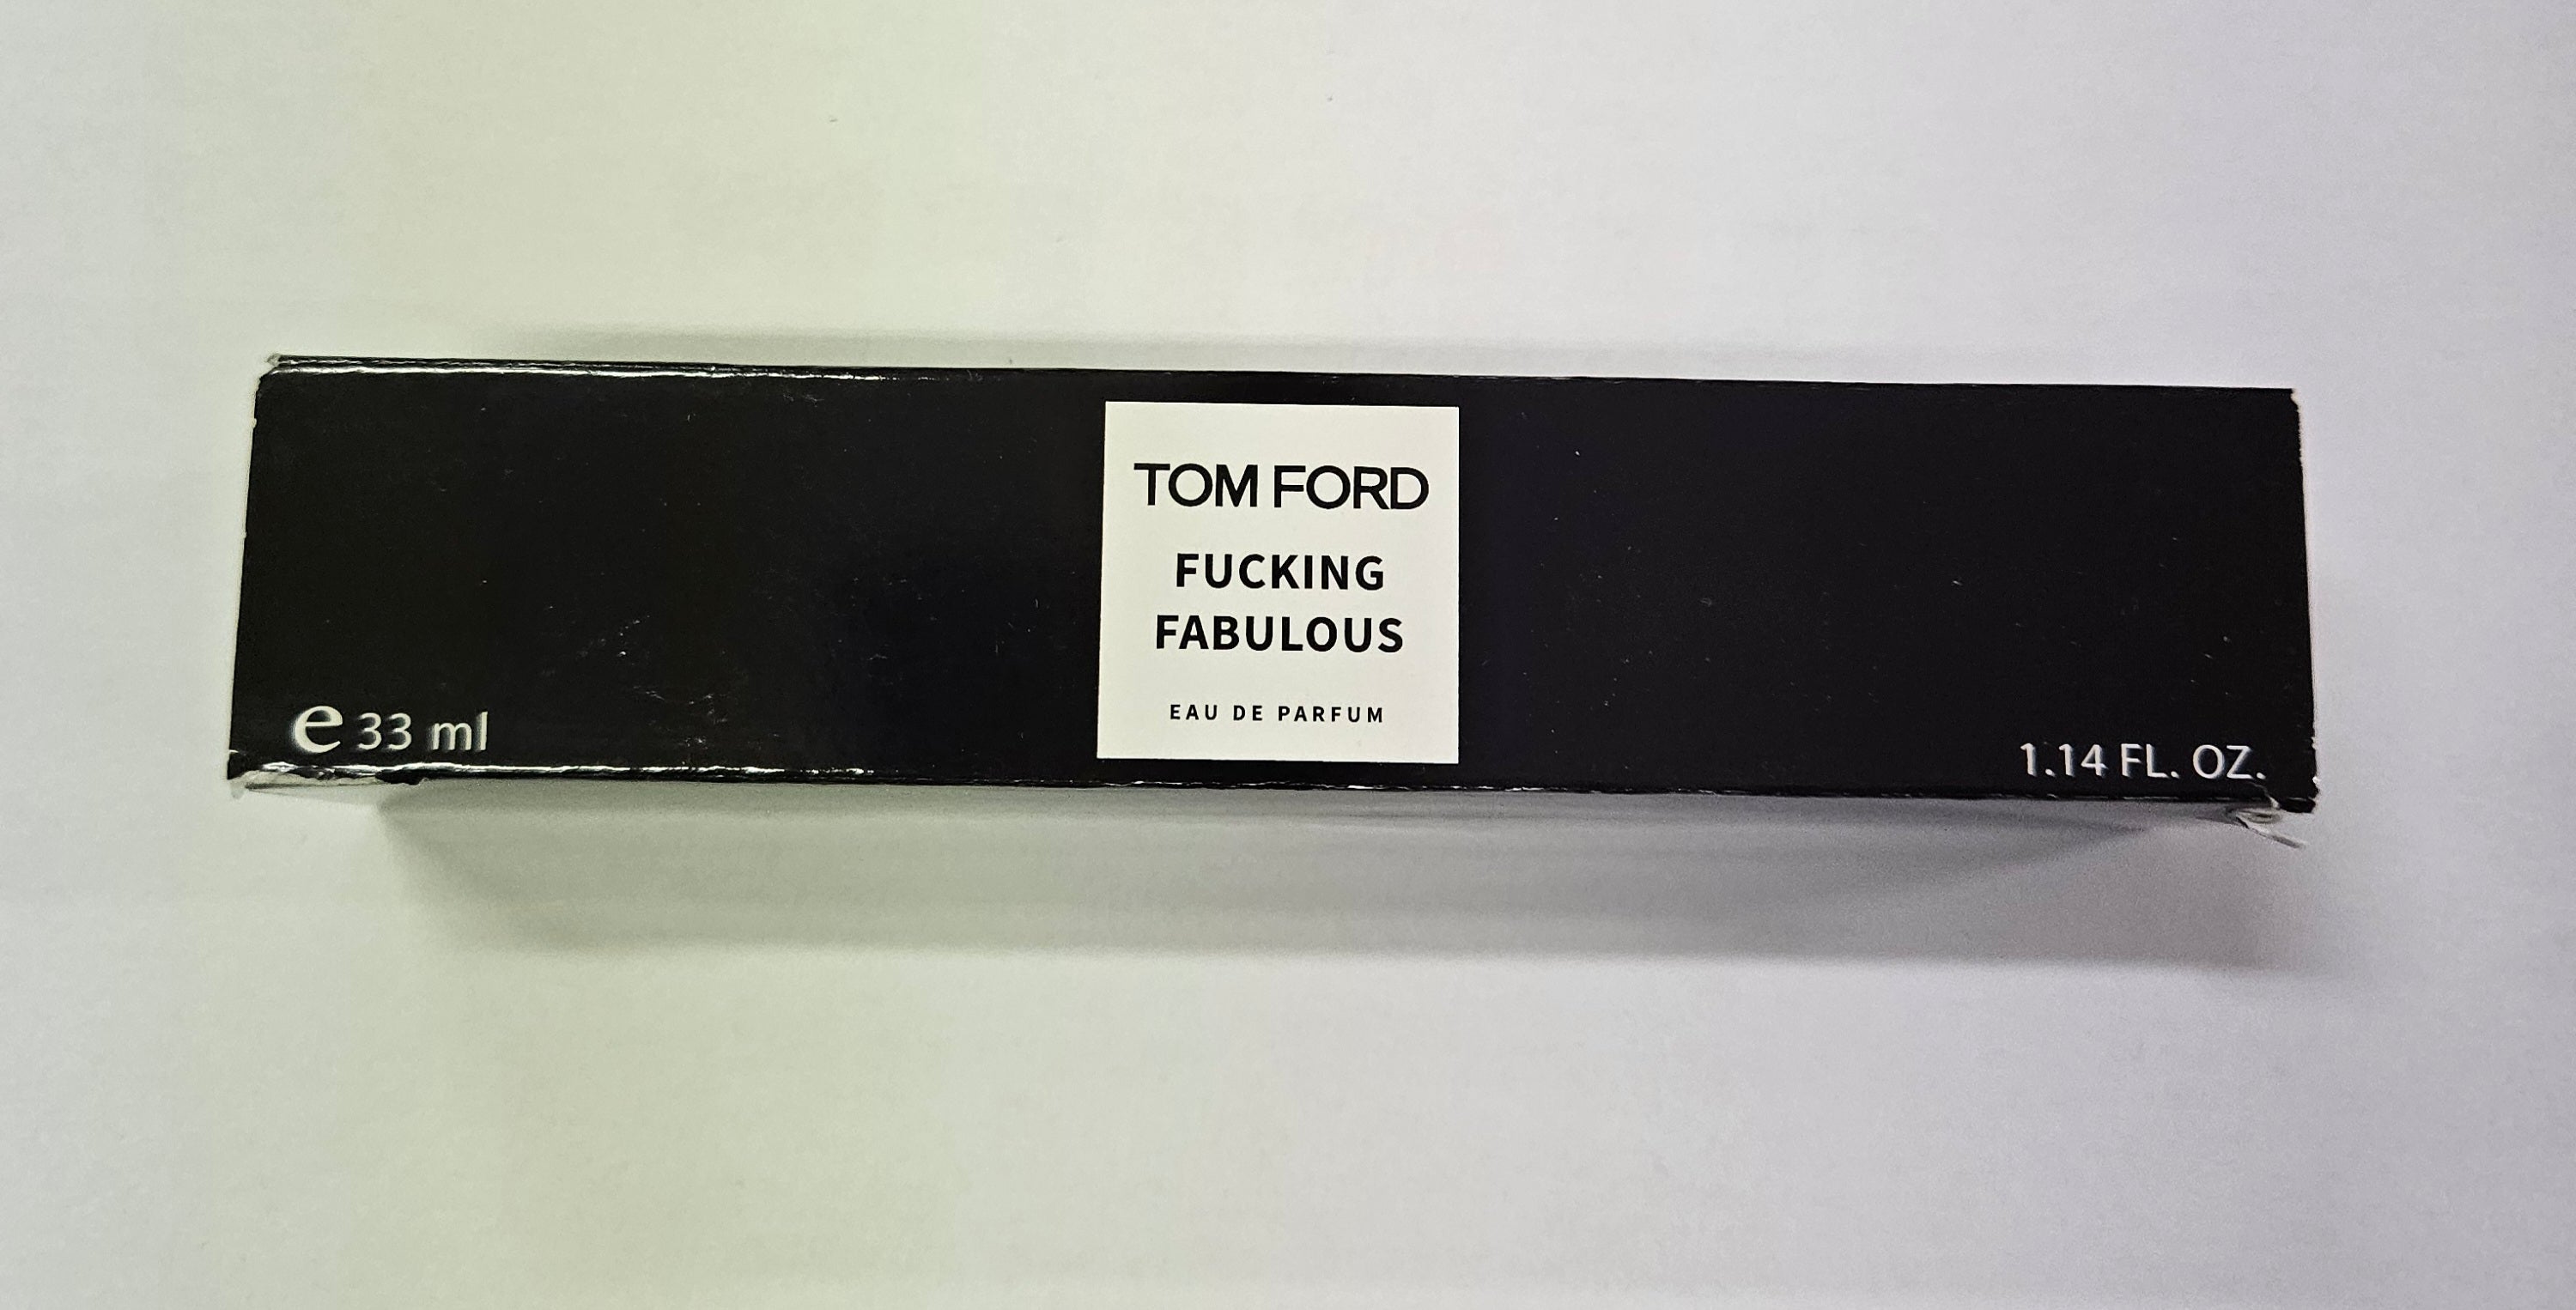 TOM FORD
FUCKING
FABULOUS
EAU DE PARFUM
e 33 ml
1.14 FL. OZ.